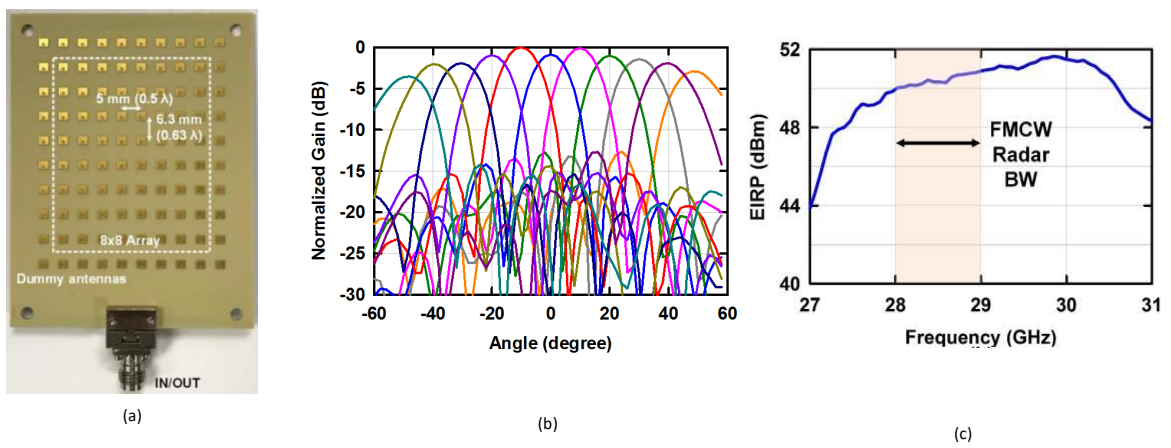 5 mm (0.5 λ)
6.3 mm
(0.63 λ)
8x8 Array
Dummy antennas
IN/OUT
(a)
Normalized Gain (dB)
0
-5
-10
-15
-20
-25
-30
-60 -40 -20 0 20 40 60
Angle (degree)
(b)
EIRP (dBm)
52
48
44
40
FMCW
Radar
BW
27 28 29 30 31
Frequency (GHz)
(c)